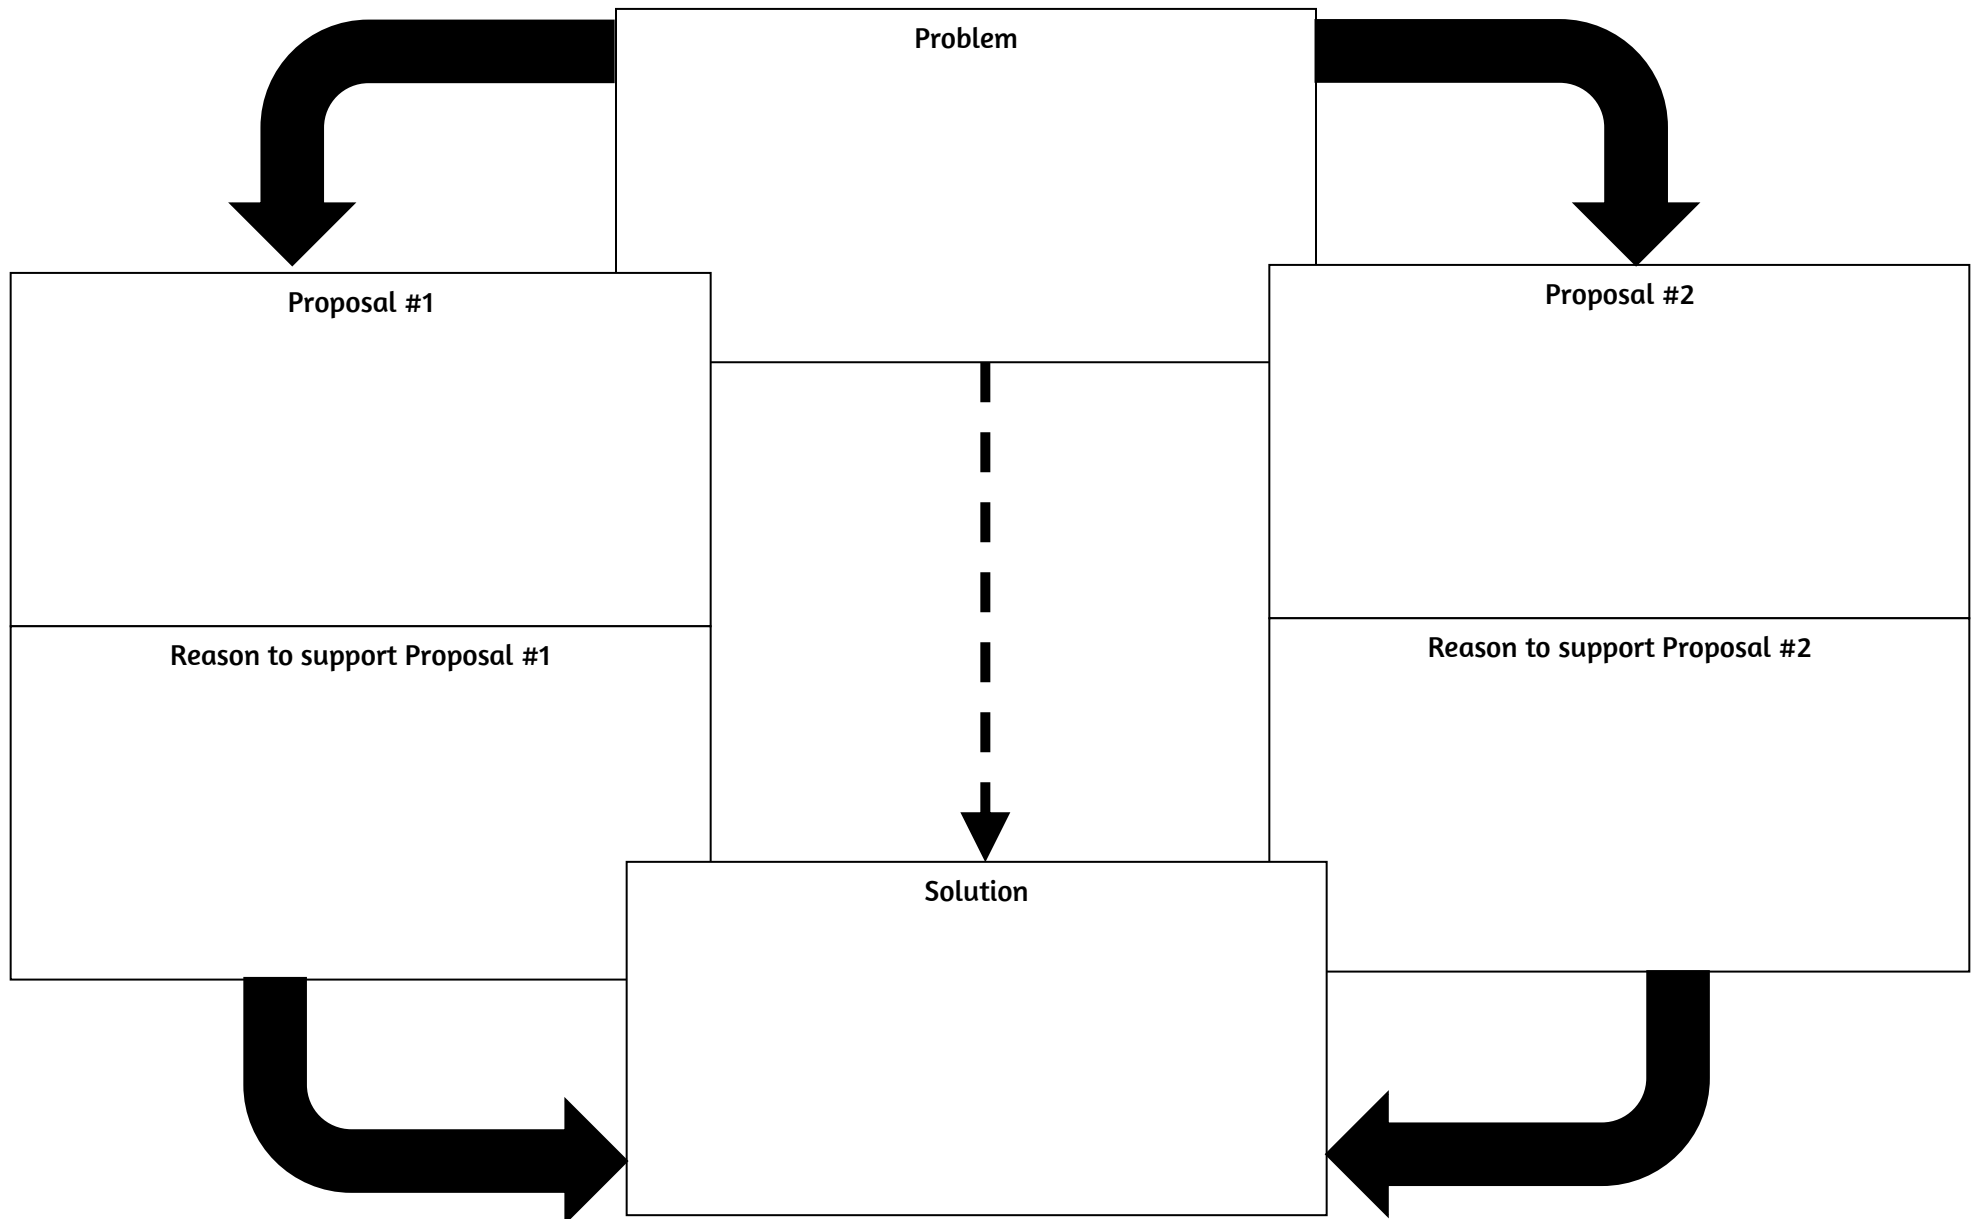 Problem
Proposal #1
Proposal #2
Reason to support Proposal #1
Reason to support Proposal #2
Solution